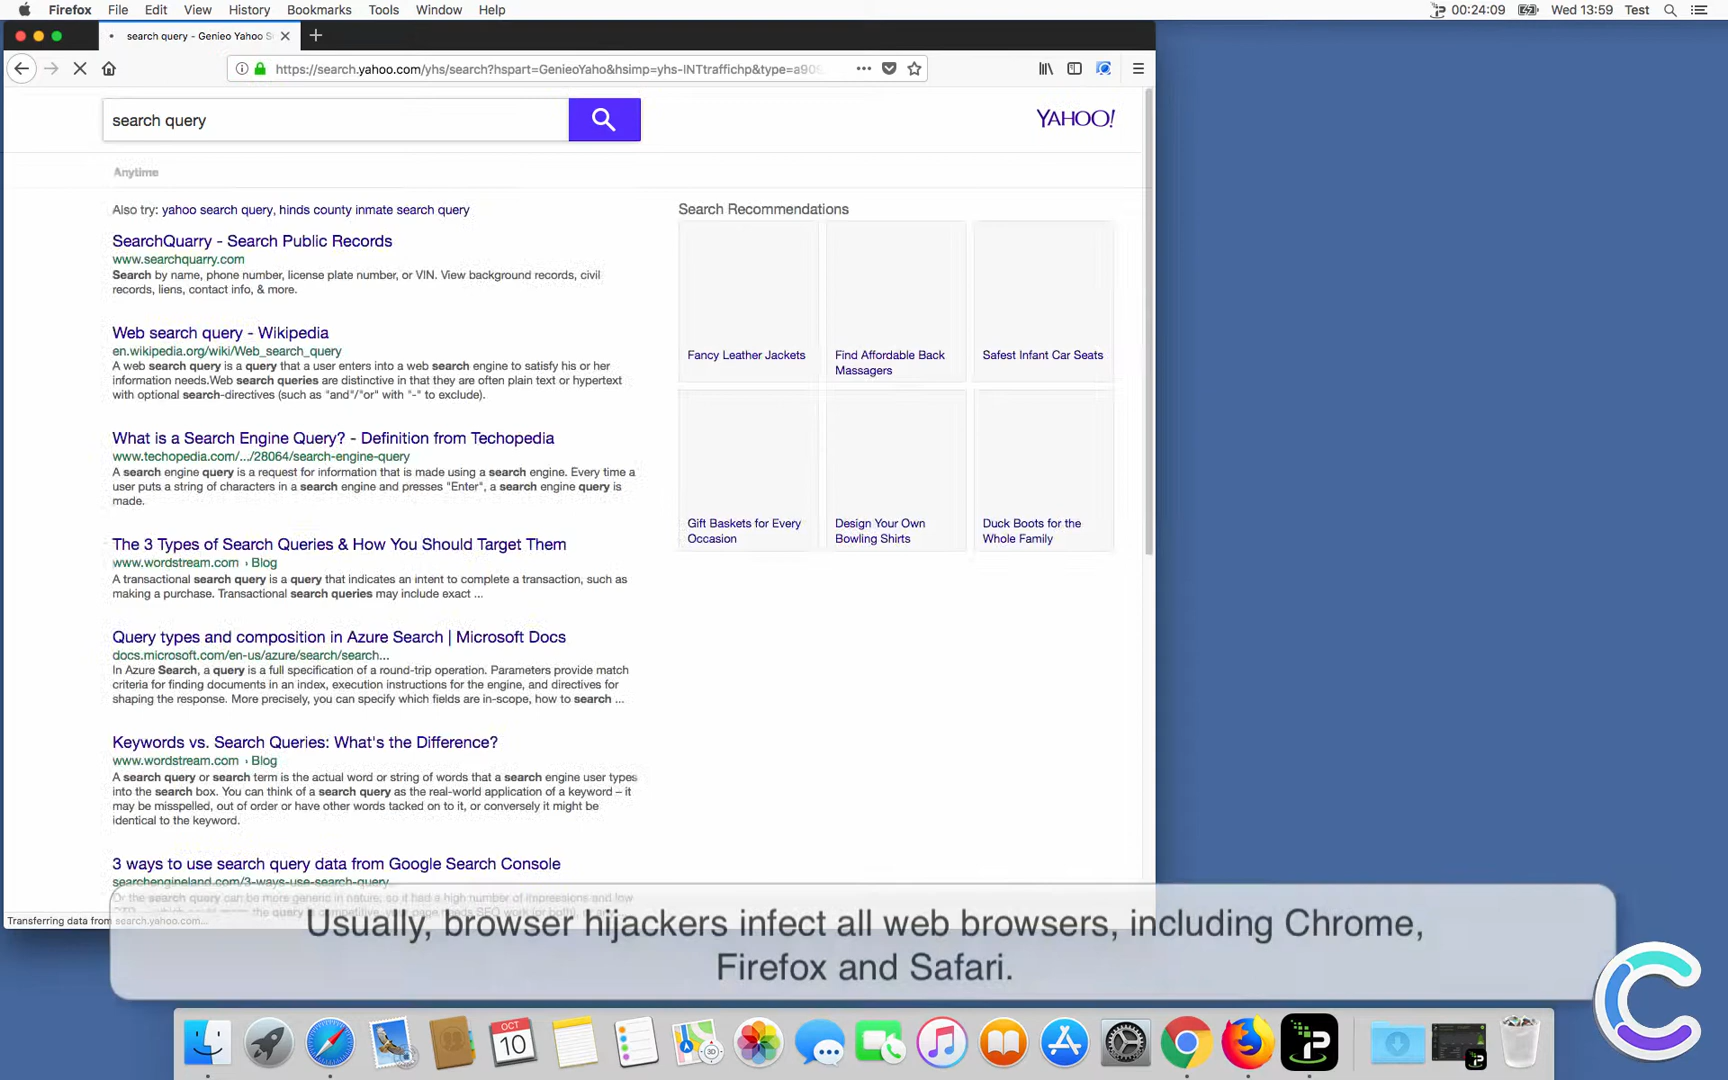 Firefox File Edit View History Bookmarks Tools Window Help 00:24:09 Wed 13:59 Test
search query - Genieo Yahoo S
https://search.yahoo.com/yhs/search?hspart=GenieoYaho&hsimp=yhs-INTtraffichp&type=a909
search query
YAHOO!
Anytime
Also try: yahoo search query, hinds county inmate search query
SearchQuarry - Search Public Records
www.searchquarry.com
Search by name, phone number, license plate number, or VIN. View background records, civil
records, liens, contact info, & more.
Web search query - Wikipedia
en.wikipedia.org/wiki/Web_search_query
A web search query is a query that a user enters into a web search engine to satisfy his or her
information needs.Web search queries are distinctive in that they are often plain text or hypertext
with optional search-directives (such as "and"/"or" with "-" to exclude).
What is a Search Engine Query? - Definition from Techopedia
www.techopedia.com/.../28064/search-engine-query
A search engine query is a request for information that is made using a search engine. Every time a
user puts a string of characters in a search engine and presses "Enter", a search engine query is
made.
The 3 Types of Search Queries & How You Should Target Them
www.wordstream.com › Blog
A transactional search query is a query that indicates an intent to complete a transaction, such as
making a purchase. Transactional search queries may include exact ...
Query types and composition in Azure Search | Microsoft Docs
docs.microsoft.com/en-us/azure/search/search...
In Azure Search, a query is a full specification of a round-trip operation. Parameters provide match
criteria for finding documents in an index, execution instructions for the engine, and directives for
shaping the response. More precisely, you can specify which fields are in-scope, how to search ...
Keywords vs. Search Queries: What's the Difference?
www.wordstream.com › Blog
A search query or search term is the actual word or string of words that a search engine user types
into the search box. You can think of a search query as the real-world application of a keyword – it
may be misspelled, out of order or have other words tacked on to it, or conversely it might be
identical to the keyword.
3 ways to use search query data from Google Search Console
searchengineland.com/3-ways-use-search-query...
Or the search query can be more generic in nature; so it had a high number of impressions and low
Search Recommendations
Fancy Leather Jackets
Find Affordable Back
Massagers
Safest Infant Car Seats
Gift Baskets for Every
Occasion
Design Your Own
Bowling Shirts
Duck Boots for the
Whole Family
Transferring data from search.yahoo.com...
Usually, browser hijackers infect all web browsers, including Chrome,
Firefox and Safari.
OCT
10
3D